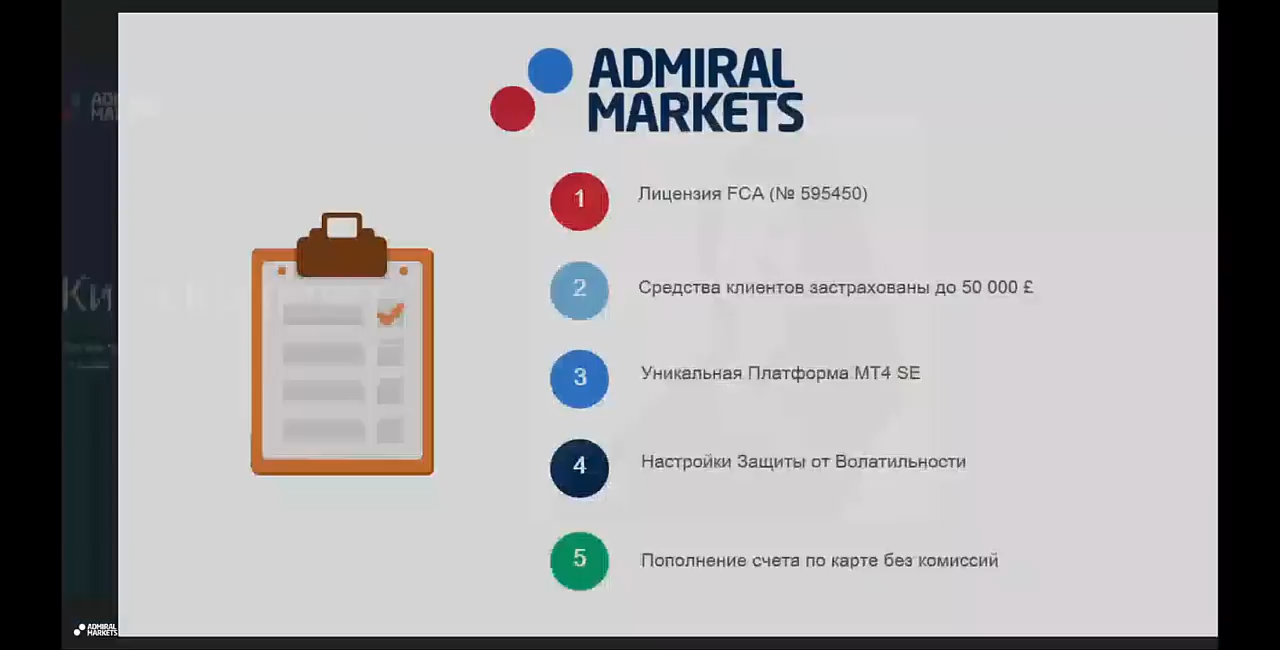 ADMIRAL
MARKETS
1
Лицензия FCA (№ 595450)
2
Средства клиентов застрахованы до 50 000 £
3
Уникальная Платформа MT4 SE
4
Настройки Защиты от Волатильности
5
Пополнение счета по карте без комиссий
Ки
ADMIRAL
MARKETS